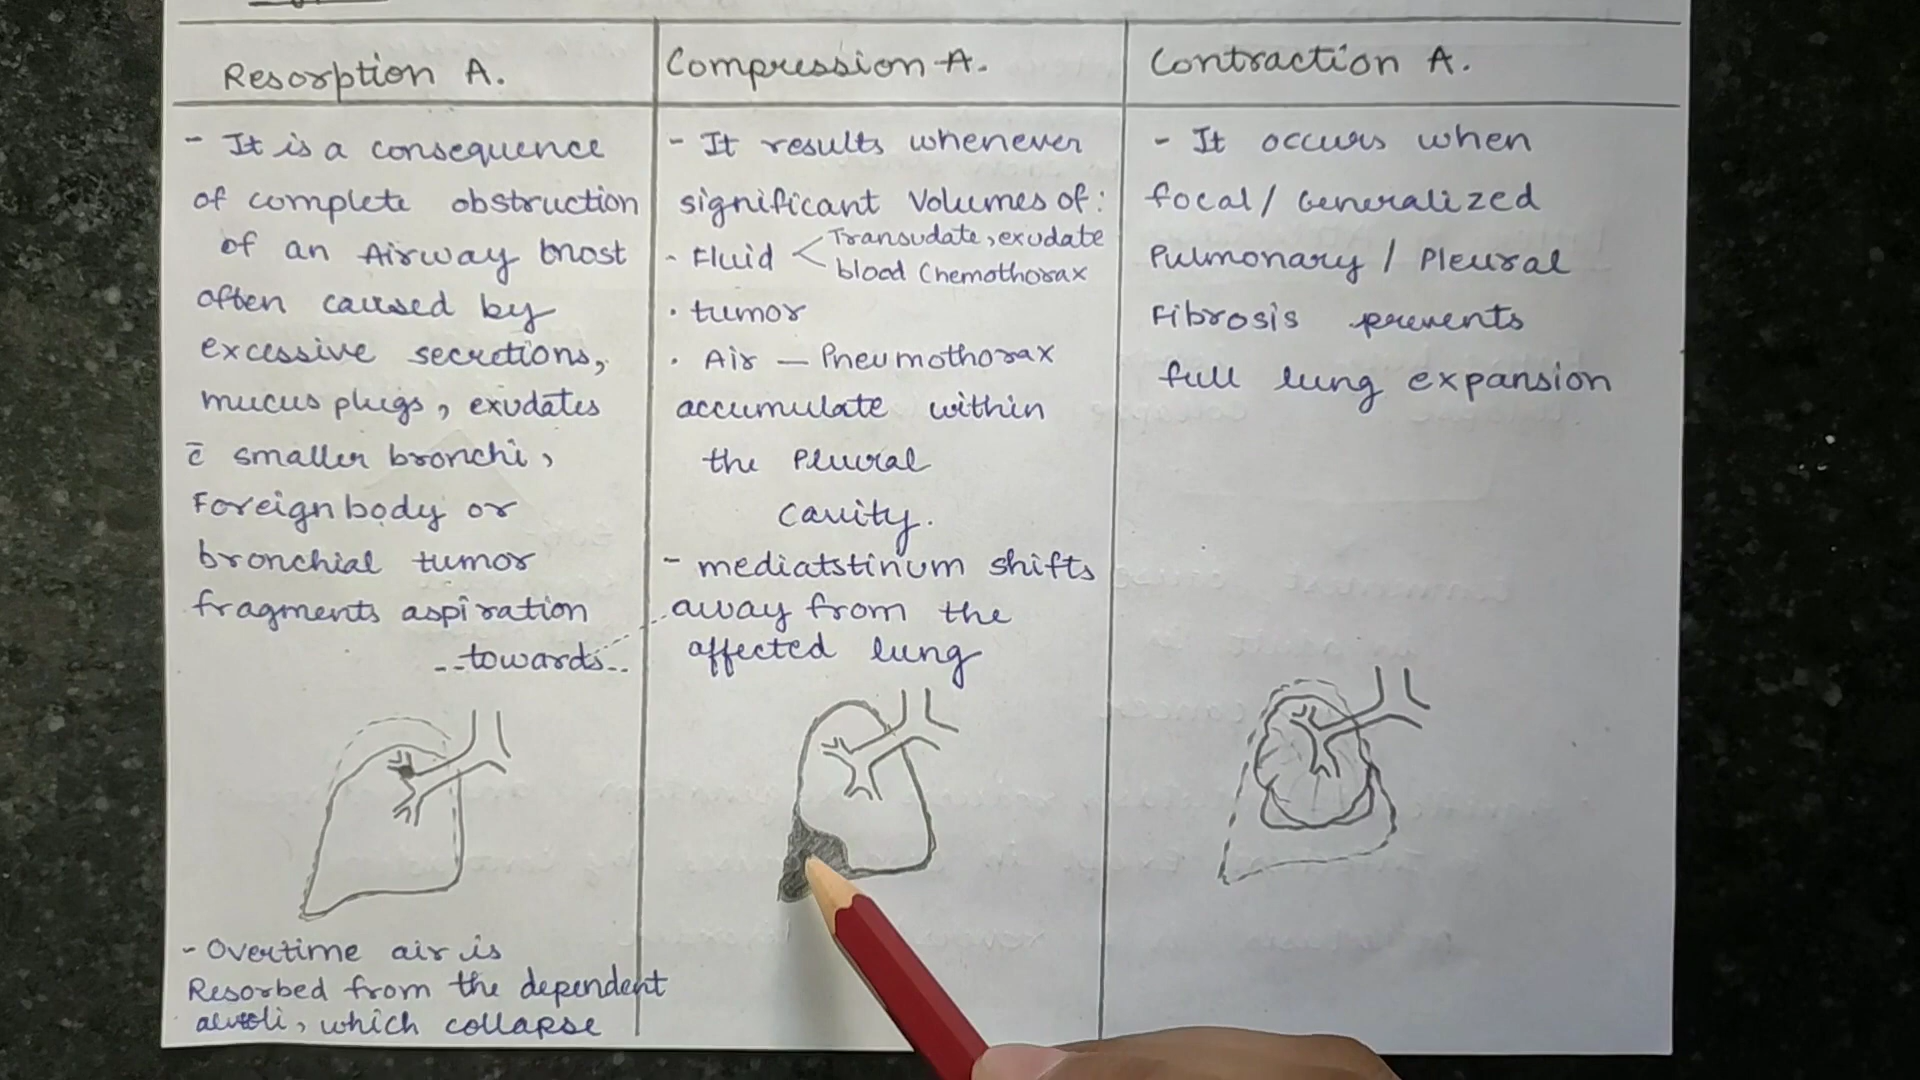 Resorption A.
- It is a consequence
of complete obstruction
of an Airway most
often caused by
excessive secretions,
mucus plugs, exudates
c̄ smaller bronchi,
Foreign body or
bronchial tumor
fragments aspiration
--towards--
- Overtime air is
Resorbed from the dependent
alveoli, which collapse
Compression A.
- It results whenever
significant Volumes of:
- Fluid < Transudate, exudate
blood (hemothorax
• tumor
• Air — Pneumothorax
accumulate within
the Plural
cavity.
- mediatstinum shifts
away from the
affected lung
Contraction A.
- It occurs when
focal / Generalized
Pulmonary / Pleural
Fibrosis prevents
full lung expansion